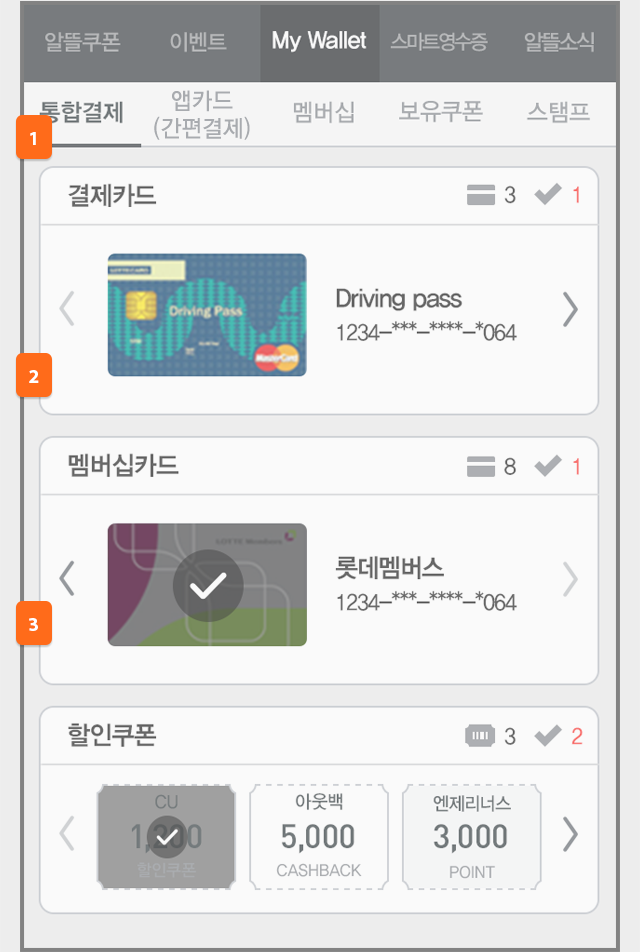 알뜰쿠폰 이벤트 My Wallet 스마트영수증 알뜰소식
통합결제 앱카드 멤버십 보유쿠폰 스탬프
(간편결제)
1
결제카드 3 1
LOTTE CARD
Driving Pass
MasterCard
Driving pass
1234-***-****-*064
2
멤버십카드 8 1
LOTTE Members
롯데멤버스
1234-***-****-*064
3
할인쿠폰 3 2
CU 아웃백 엔제리너스
1,200 5,000 3,000
할인쿠폰 CASHBACK POINT